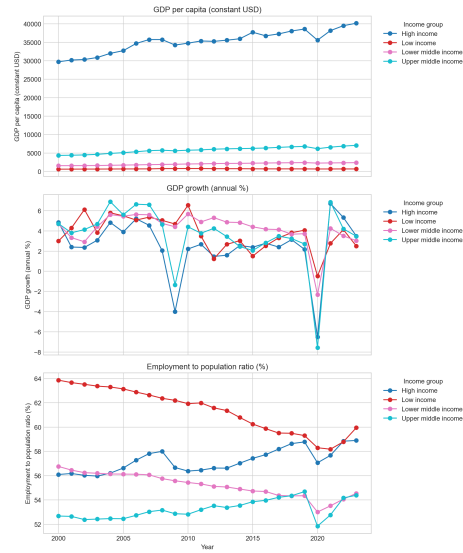 GDP per capita (constant USD)
GDP per capita (constant USD)
40000
35000
30000
25000
20000
15000
10000
5000
0
Income group
High income
Low income
Lower middle income
Upper middle income
GDP growth (annual %)
GDP growth (annual %)
6
4
2
0
−2
−4
−6
−8
Income group
High income
Low income
Lower middle income
Upper middle income
Employment to population ratio (%)
Employment to population ratio (%)
64
62
60
58
56
54
52
Income group
High income
Low income
Lower middle income
Upper middle income
2000
2005
2010
2015
2020
Year